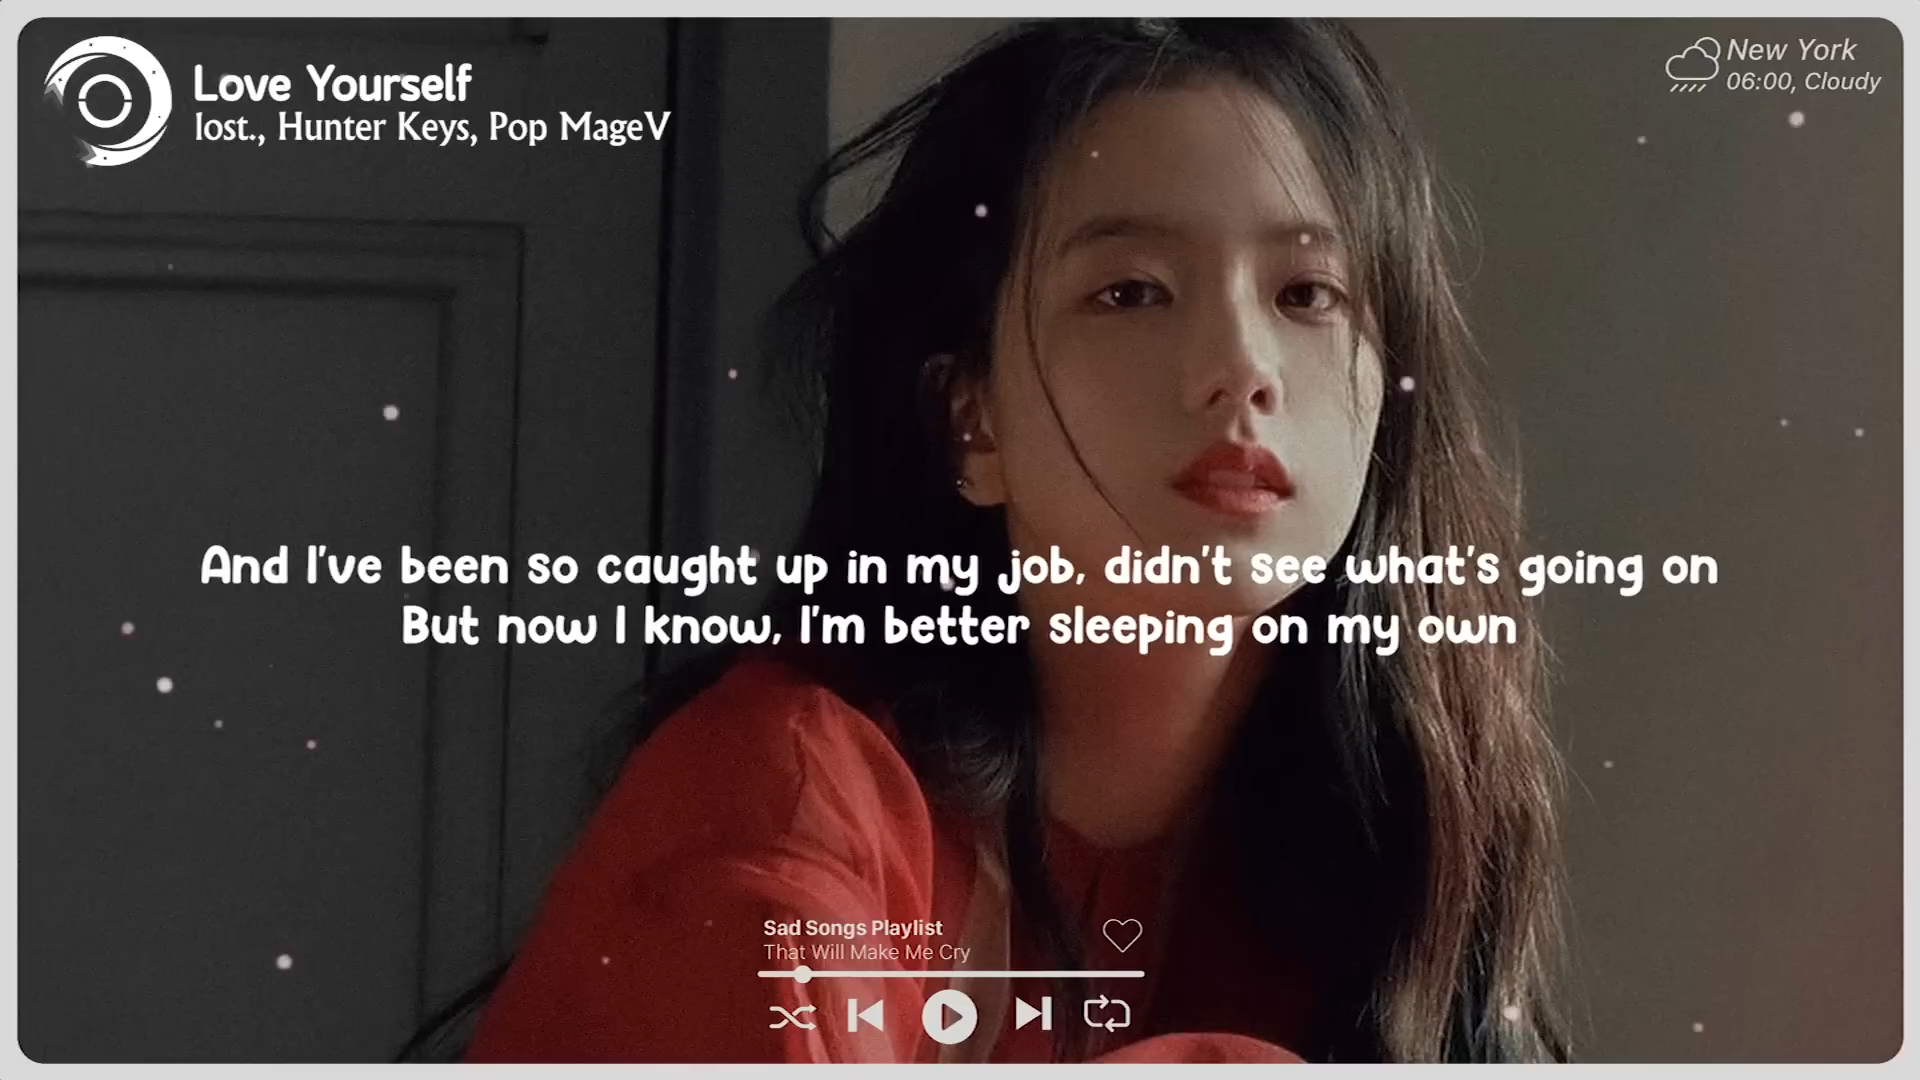 Love Yourself
lost., Hunter Keys, Pop MageV
New York
06:00, Cloudy
And I've been so caught up in my job, didn't see what's going on
But now I know, I'm better sleeping on my own
Sad Songs Playlist
That Will Make Me Cry